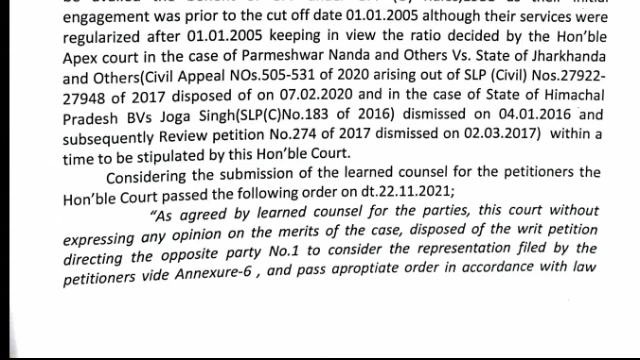 engagement was prior to the cut off date 01.01.2005 although their services were
regularized after 01.01.2005 keeping in view the ratio decided by the Hon'ble
Apex court in the case of Parmeshwar Nanda and Others Vs. State of Jharkhanda
and Others(Civil Appeal NOs.505-531 of 2020 arising out of SLP (Civil) Nos.27922-
27948 of 2017 disposed of on 07.02.2020 and in the case of State of Himachal
Pradesh BVs Joga Singh(SLP(C)No.183 of 2016) dismissed on 04.01.2016 and
subsequently Review petition No.274 of 2017 dismissed on 02.03.2017) within a
time to be stipulated by this Hon'ble Court.
Considering the submission of the learned counsel for the petitioners the
Hon'ble Court passed the following order on dt.22.11.2021;
"As agreed by learned counsel for the parties, this court without
expressing any opinion on the merits of the case, disposed of the writ petition
directing the opposite party No.1 to consider the representation filed by the
petitioners vide Annexure-6 , and pass aproptiate order in accordance with law